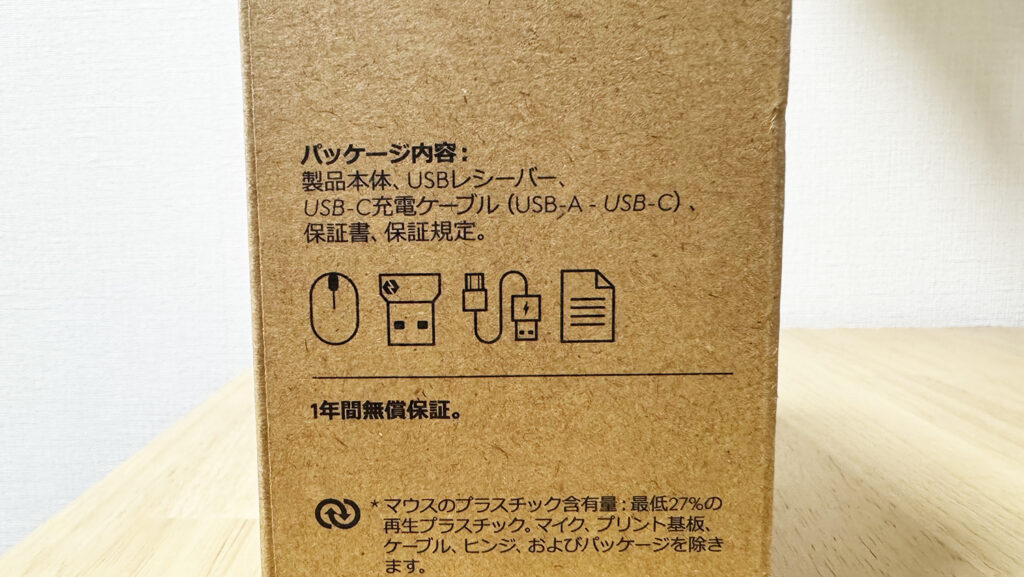 パッケージ内容：
製品本体、USBレシーバー、
USB-C充電ケーブル（USB-A - USB-C）、
保証書、保証規定。
1年間無償保証。
*マウスのプラスチック含有量：最低27%の
再生プラスチック。マイク、プリント基板、
ケーブル、ヒンジ、およびパッケージを除き
ます。